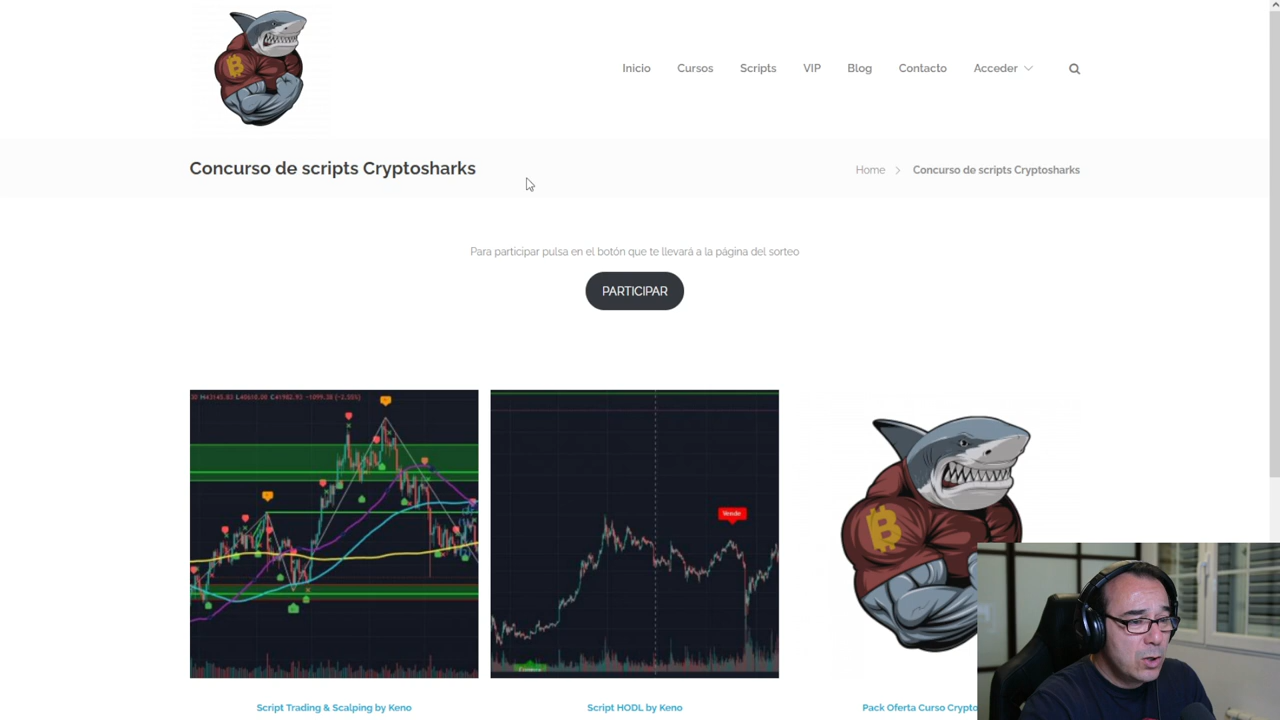 Inicio
Cursos
Scripts
VIP
Blog
Contacto
Acceder
Concurso de scripts Cryptosharks
Home
Concurso de scripts Cryptosharks
Para participar pulsa en el botón que te llevará a la página del sorteo
PARTICIPAR
Vende
Script Trading & Scalping by Keno
Script HODL by Keno
Pack Oferta Curso Crypto